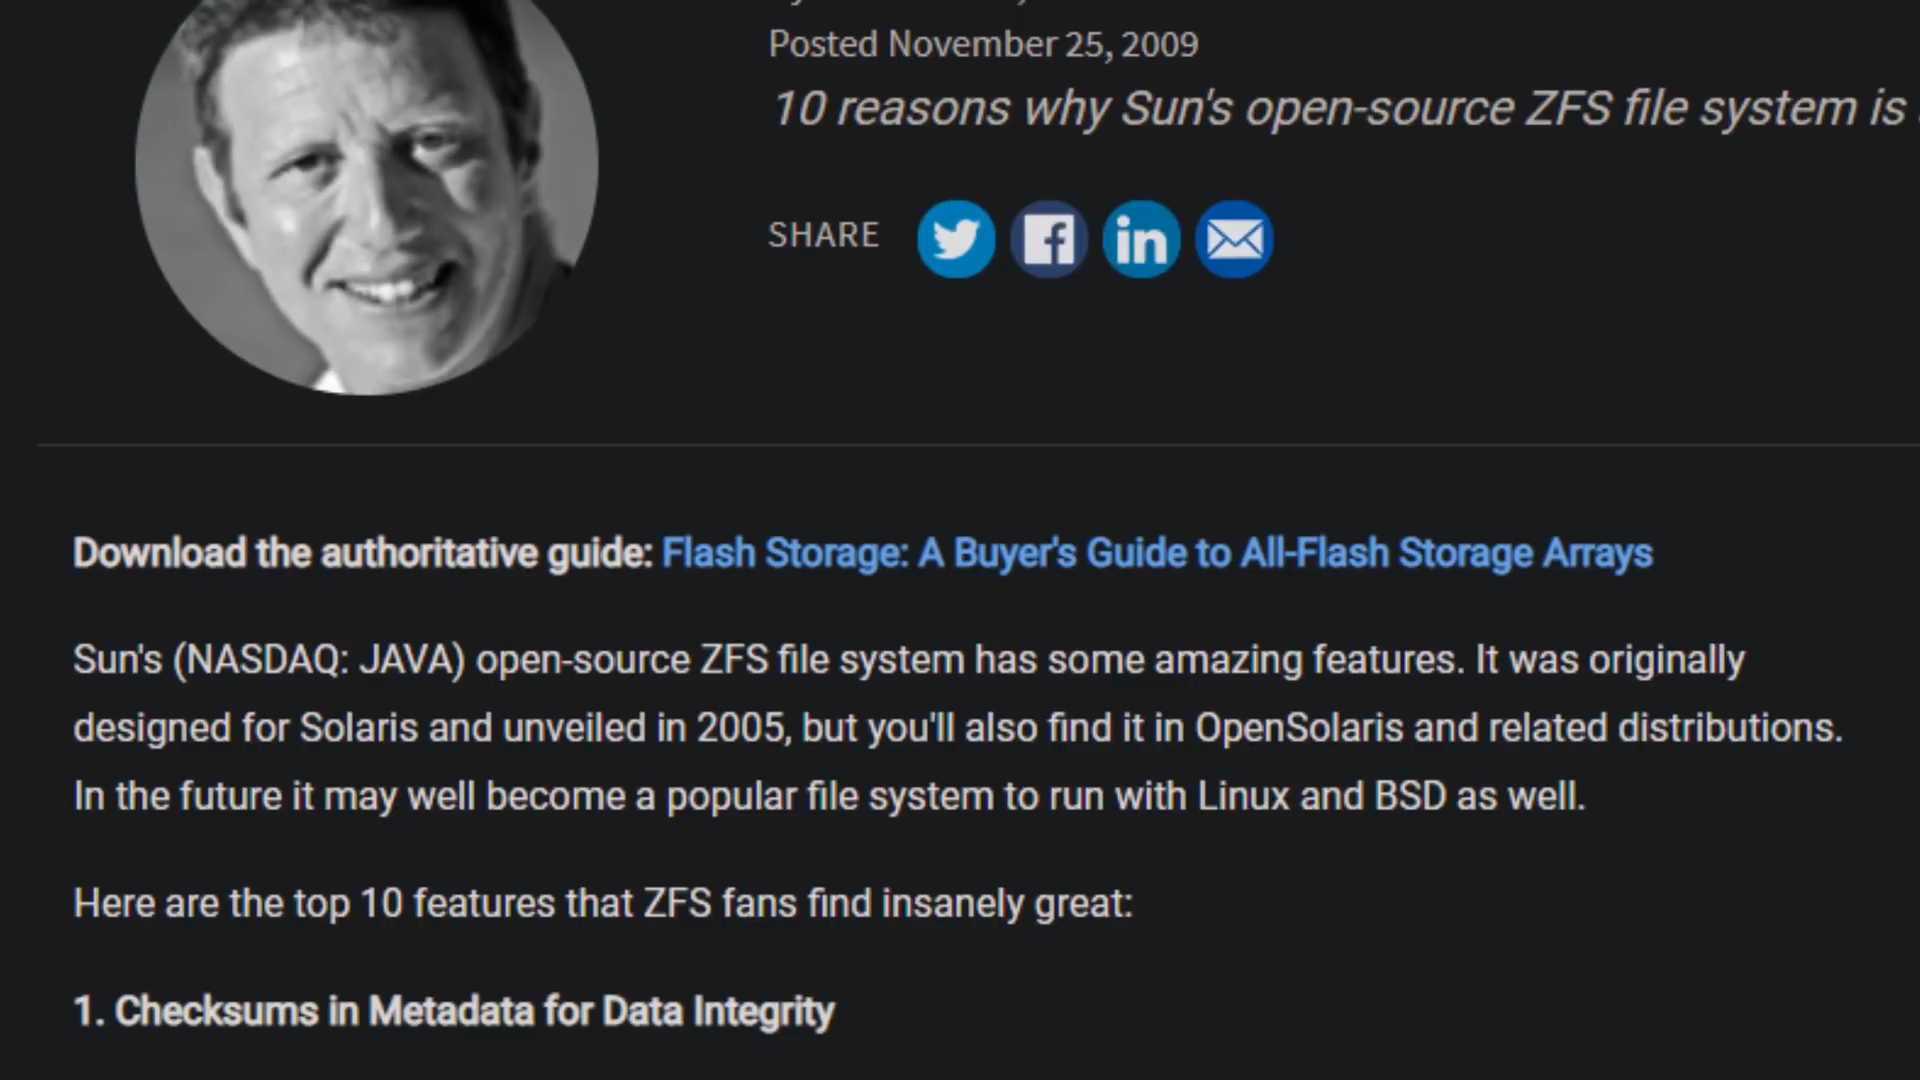 Posted November 25, 2009
10 reasons why Sun's open-source ZFS file system is
SHARE
Download the authoritative guide: Flash Storage: A Buyer's Guide to All-Flash Storage Arrays
Sun's (NASDAQ: JAVA) open-source ZFS file system has some amazing features. It was originally
designed for Solaris and unveiled in 2005, but you'll also find it in OpenSolaris and related distributions.
In the future it may well become a popular file system to run with Linux and BSD as well.
Here are the top 10 features that ZFS fans find insanely great:
1. Checksums in Metadata for Data Integrity